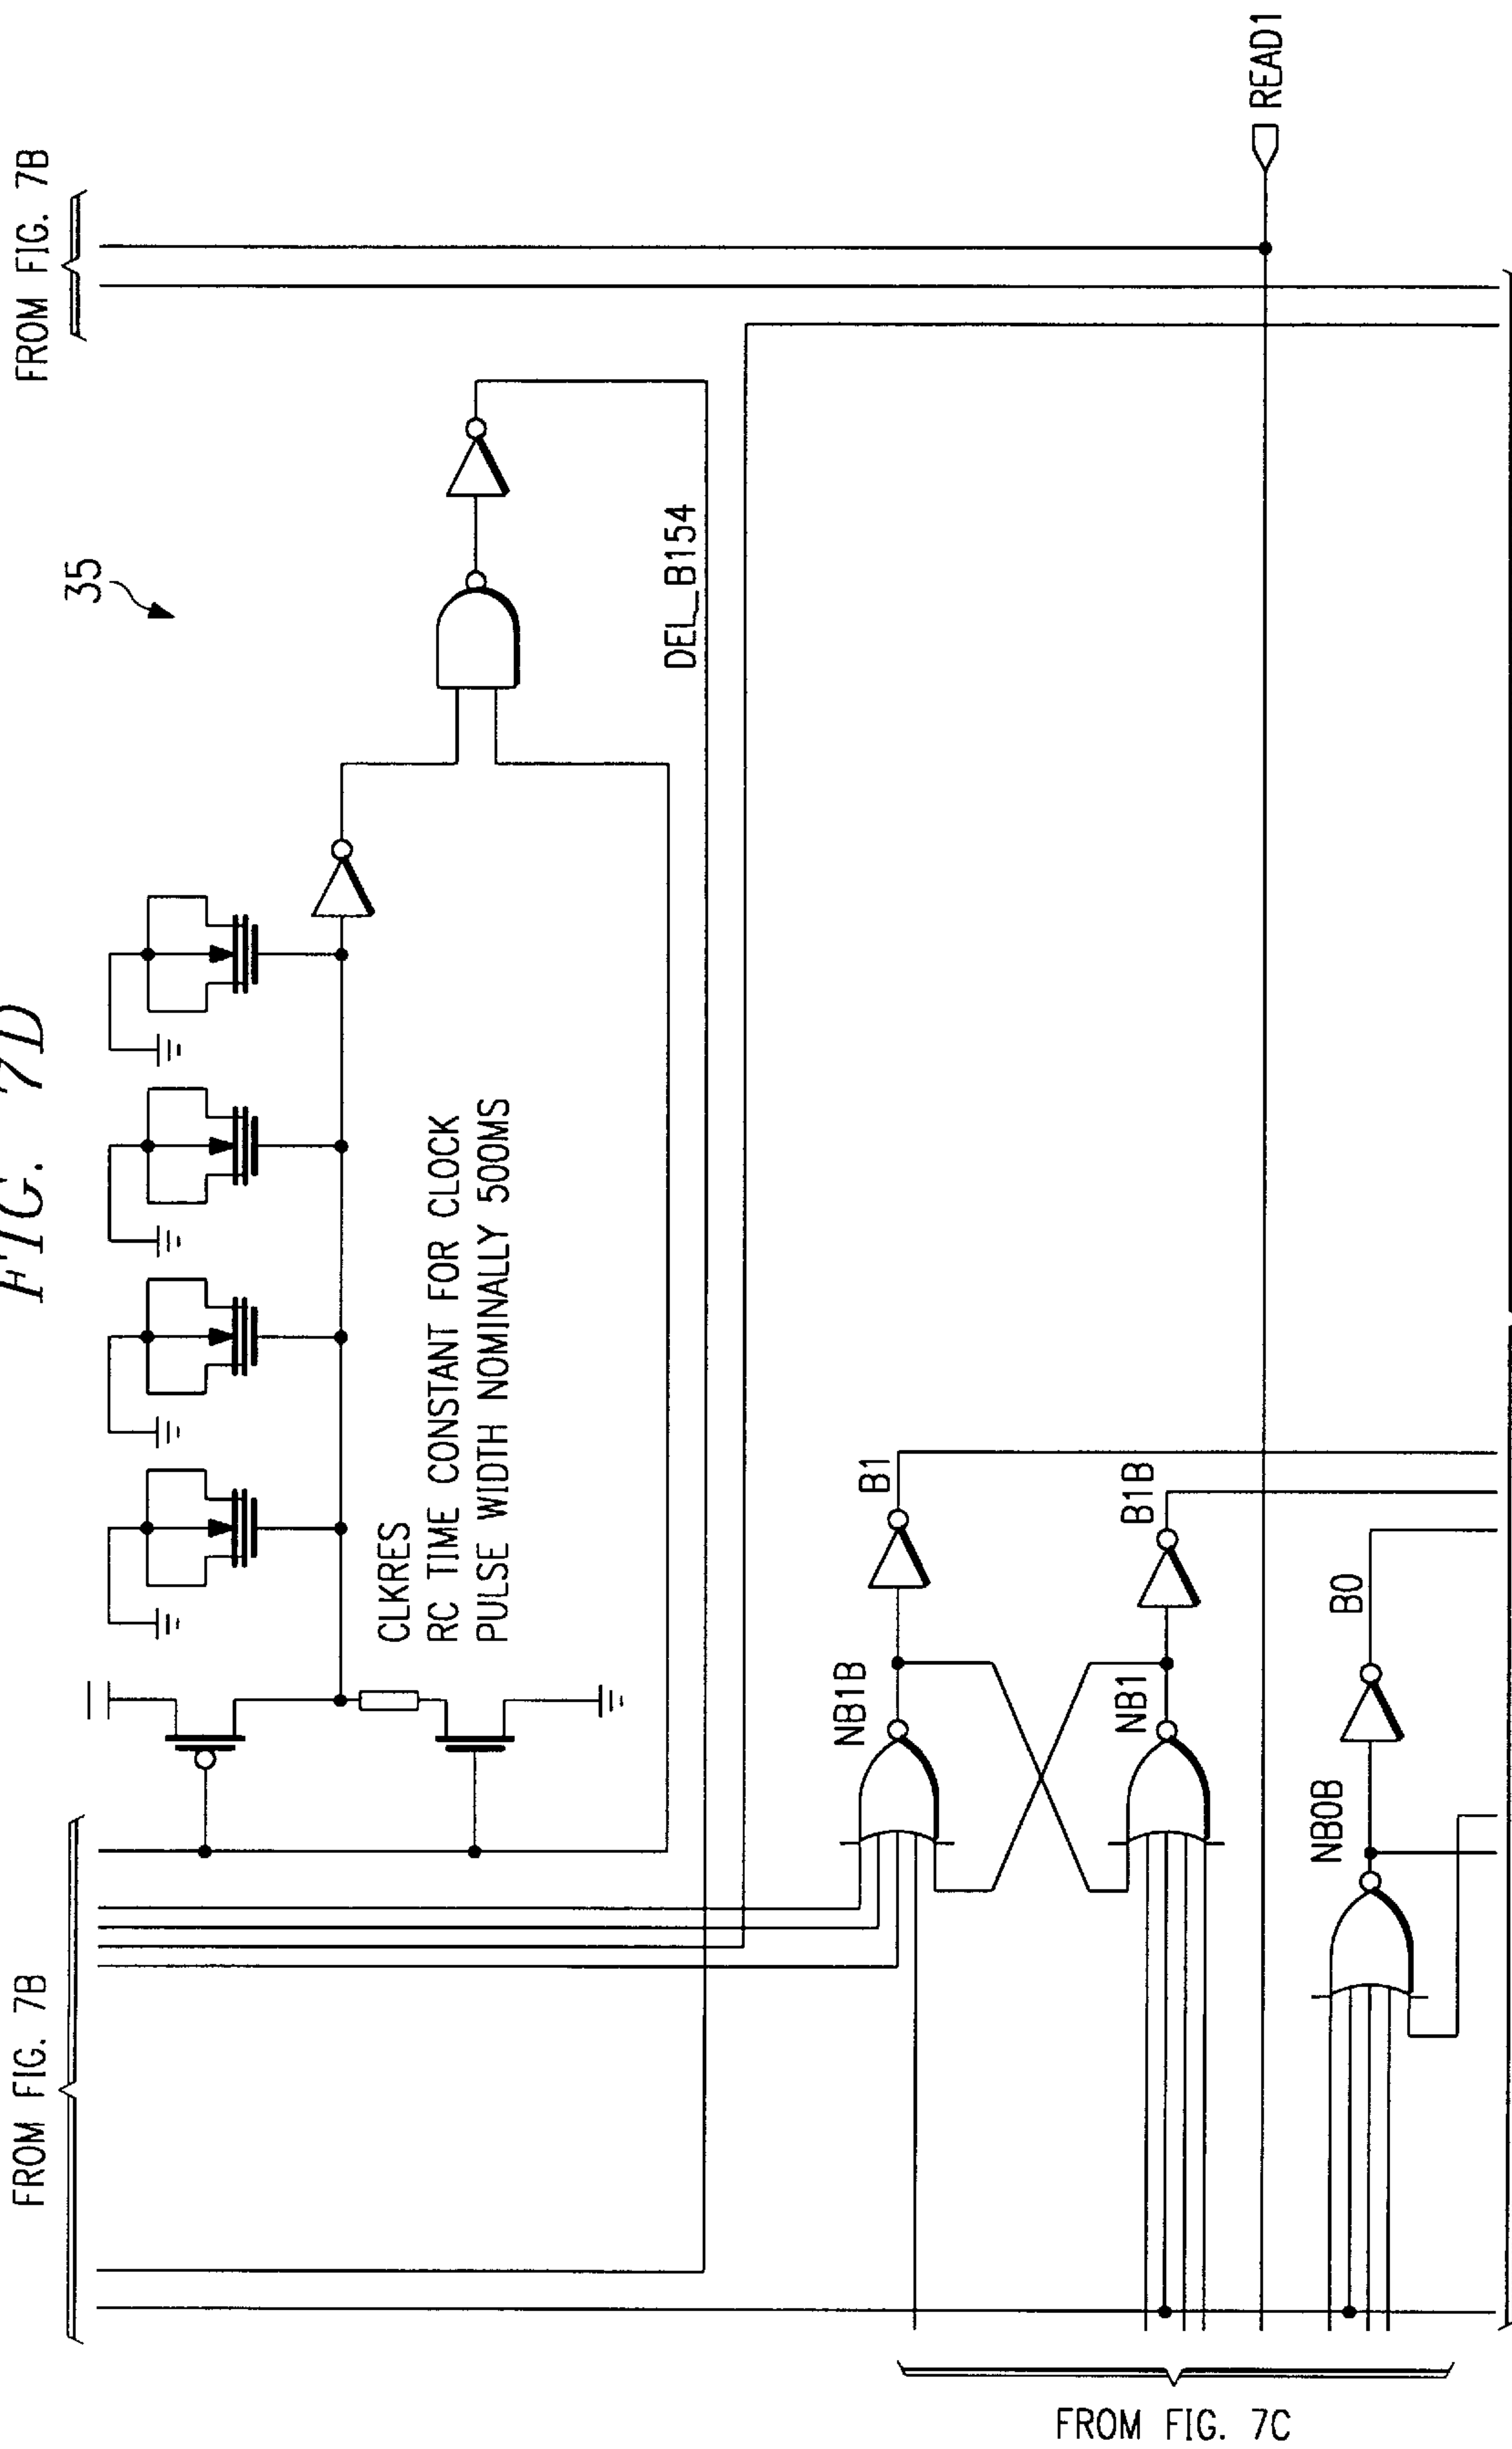 FIG. 7D
FROM FIG. 7B
FROM FIG. 7B
35
CLKRES
RC TIME CONSTANT FOR CLOCK
PULSE WIDTH NOMINALLY 500MS
DEL_B154
NB1B
B1
NB1
B1B
READ1
NB0B
B0
FROM FIG. 7C